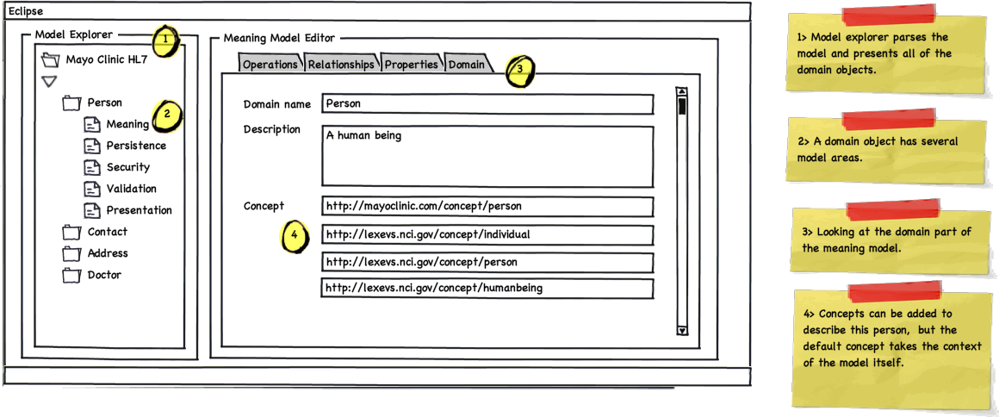 Eclipse
Model Explorer
1
Mayo Clinic HL7
Person
2
Meaning
Persistence
Security
Validation
Presentation
Contact
Address
Doctor
Meaning Model Editor
Operations
Relationships
Properties
Domain
3
Domain name
Person
Description
A human being
Concept
http://mayoclinic.com/concept/person
4
http://lexevs.nci.gov/concept/individual
http://lexevs.nci.gov/concept/person
http://lexevs.nci.gov/concept/humanbeing
1> Model explorer parses the
model and presents all of the
domain objects.
2> A domain object has several
model areas.
3> Looking at the domain part of
the meaning model.
4> Concepts can be added to
describe this person, but the
default concept takes the context
of the model itself.